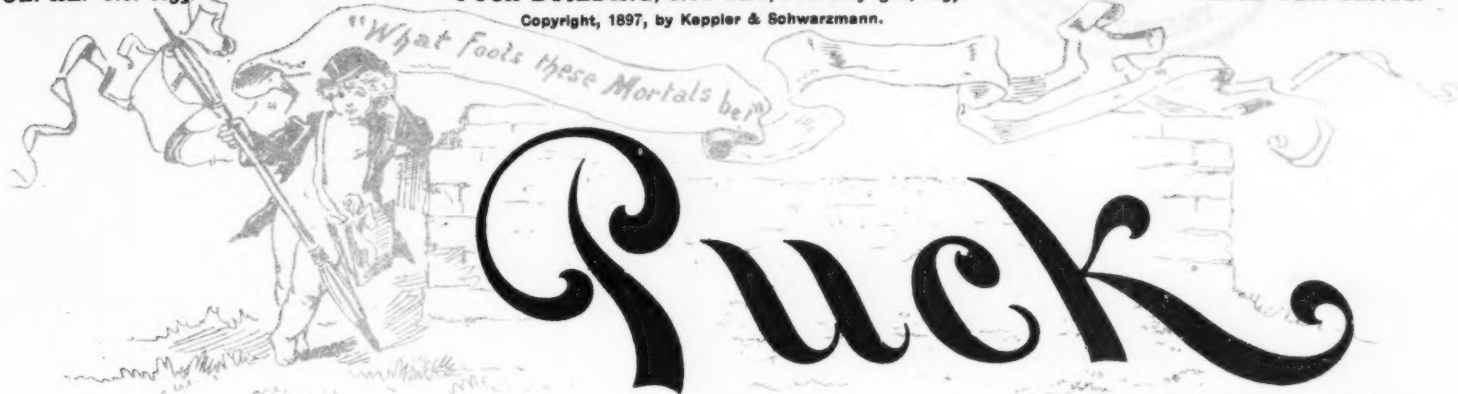 Copyright, 1897, by Keppler & Schwarzmann.
"What Fools these Mortals be!"
Puck